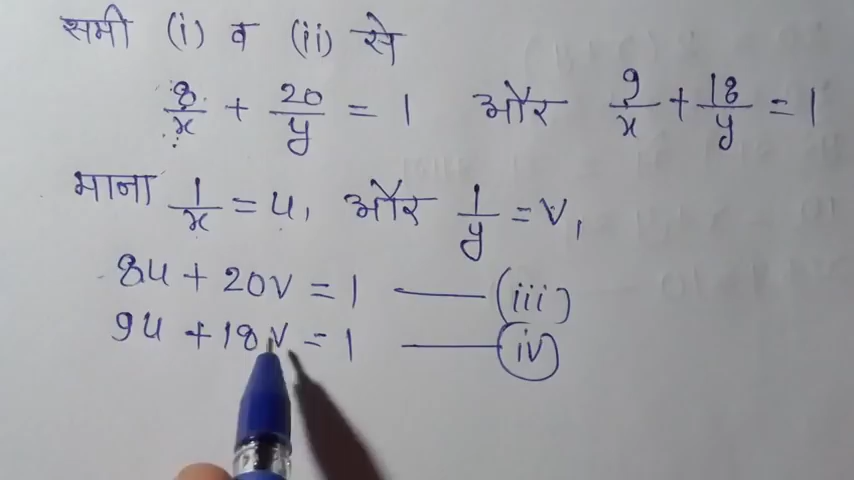 समी (i) व (ii) से
8/x + 20/y = 1 और 9/x + 18/y = 1
माना 1/x = u, और 1/y = v,
8u + 20v = 1 —— (iii)
9u + 18v = 1 —— (iv)